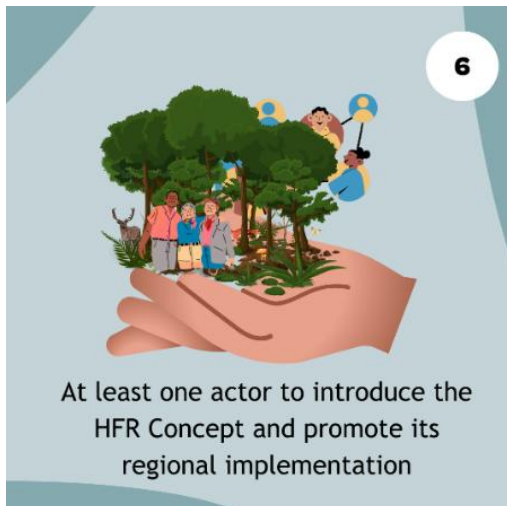 6
At least one actor to introduce the
HFR Concept and promote its
regional implementation